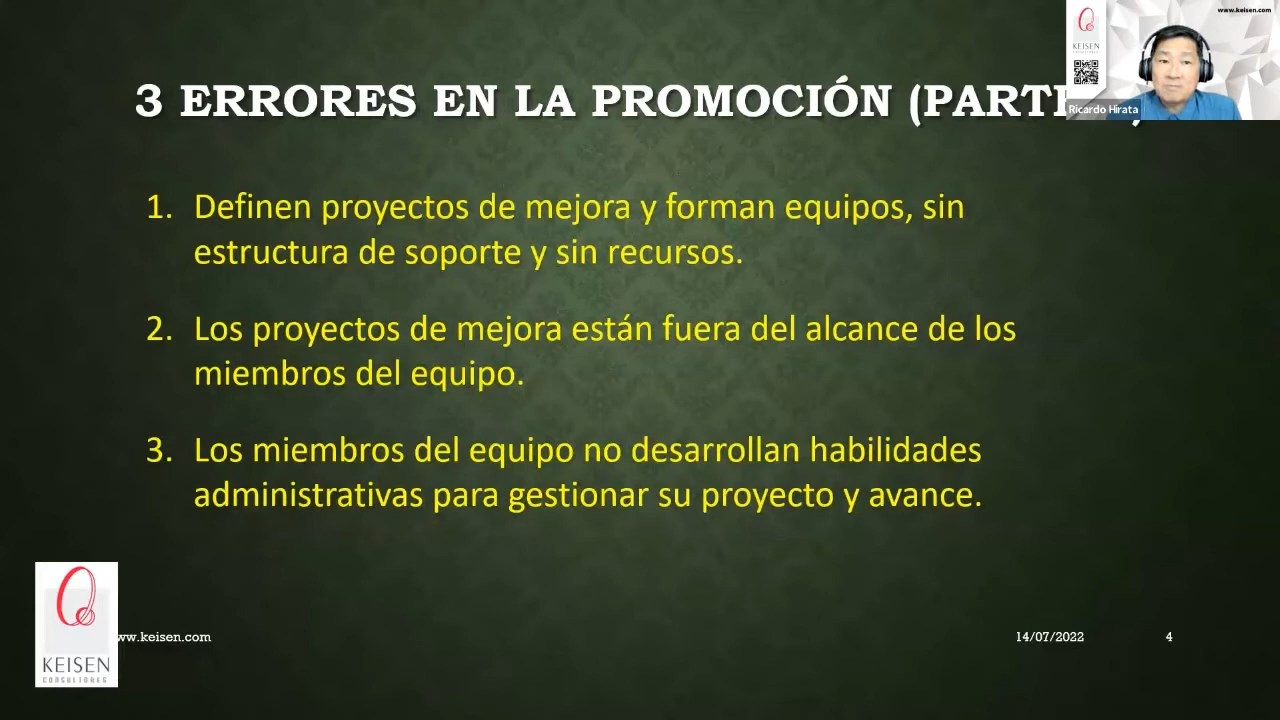 www.keisen.com
KEISEN
Ricardo Hirata
3 ERRORES EN LA PROMOCIÓN
1. Definen proyectos de mejora y forman equipos, sin
estructura de soporte y sin recursos.
2. Los proyectos de mejora están fuera del alcance de los
miembros del equipo.
3. Los miembros del equipo no desarrollan habilidades
administrativas para gestionar su proyecto y avance.
KEISEN
CONSULTORES
ww.keisen.com
14/07/2022
4